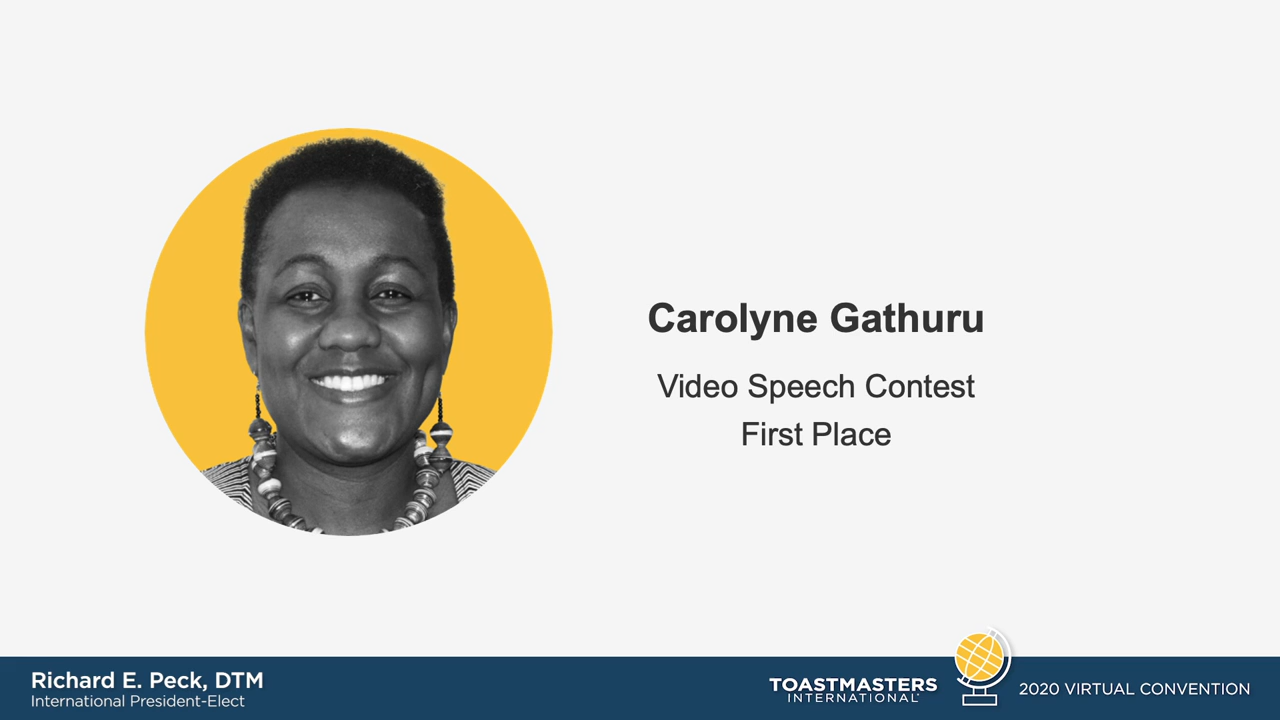 Carolyne Gathuru
Video Speech Contest
First Place
Richard E. Peck, DTM
International President-Elect
TOASTMASTERS
INTERNATIONAL
2020 VIRTUAL CONVENTION